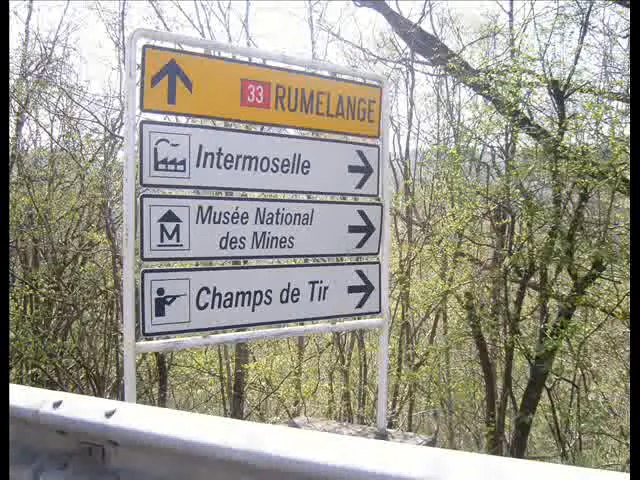 33 RUMELANGE
Intermoselle
M Musée National
des Mines
Champs de Tir